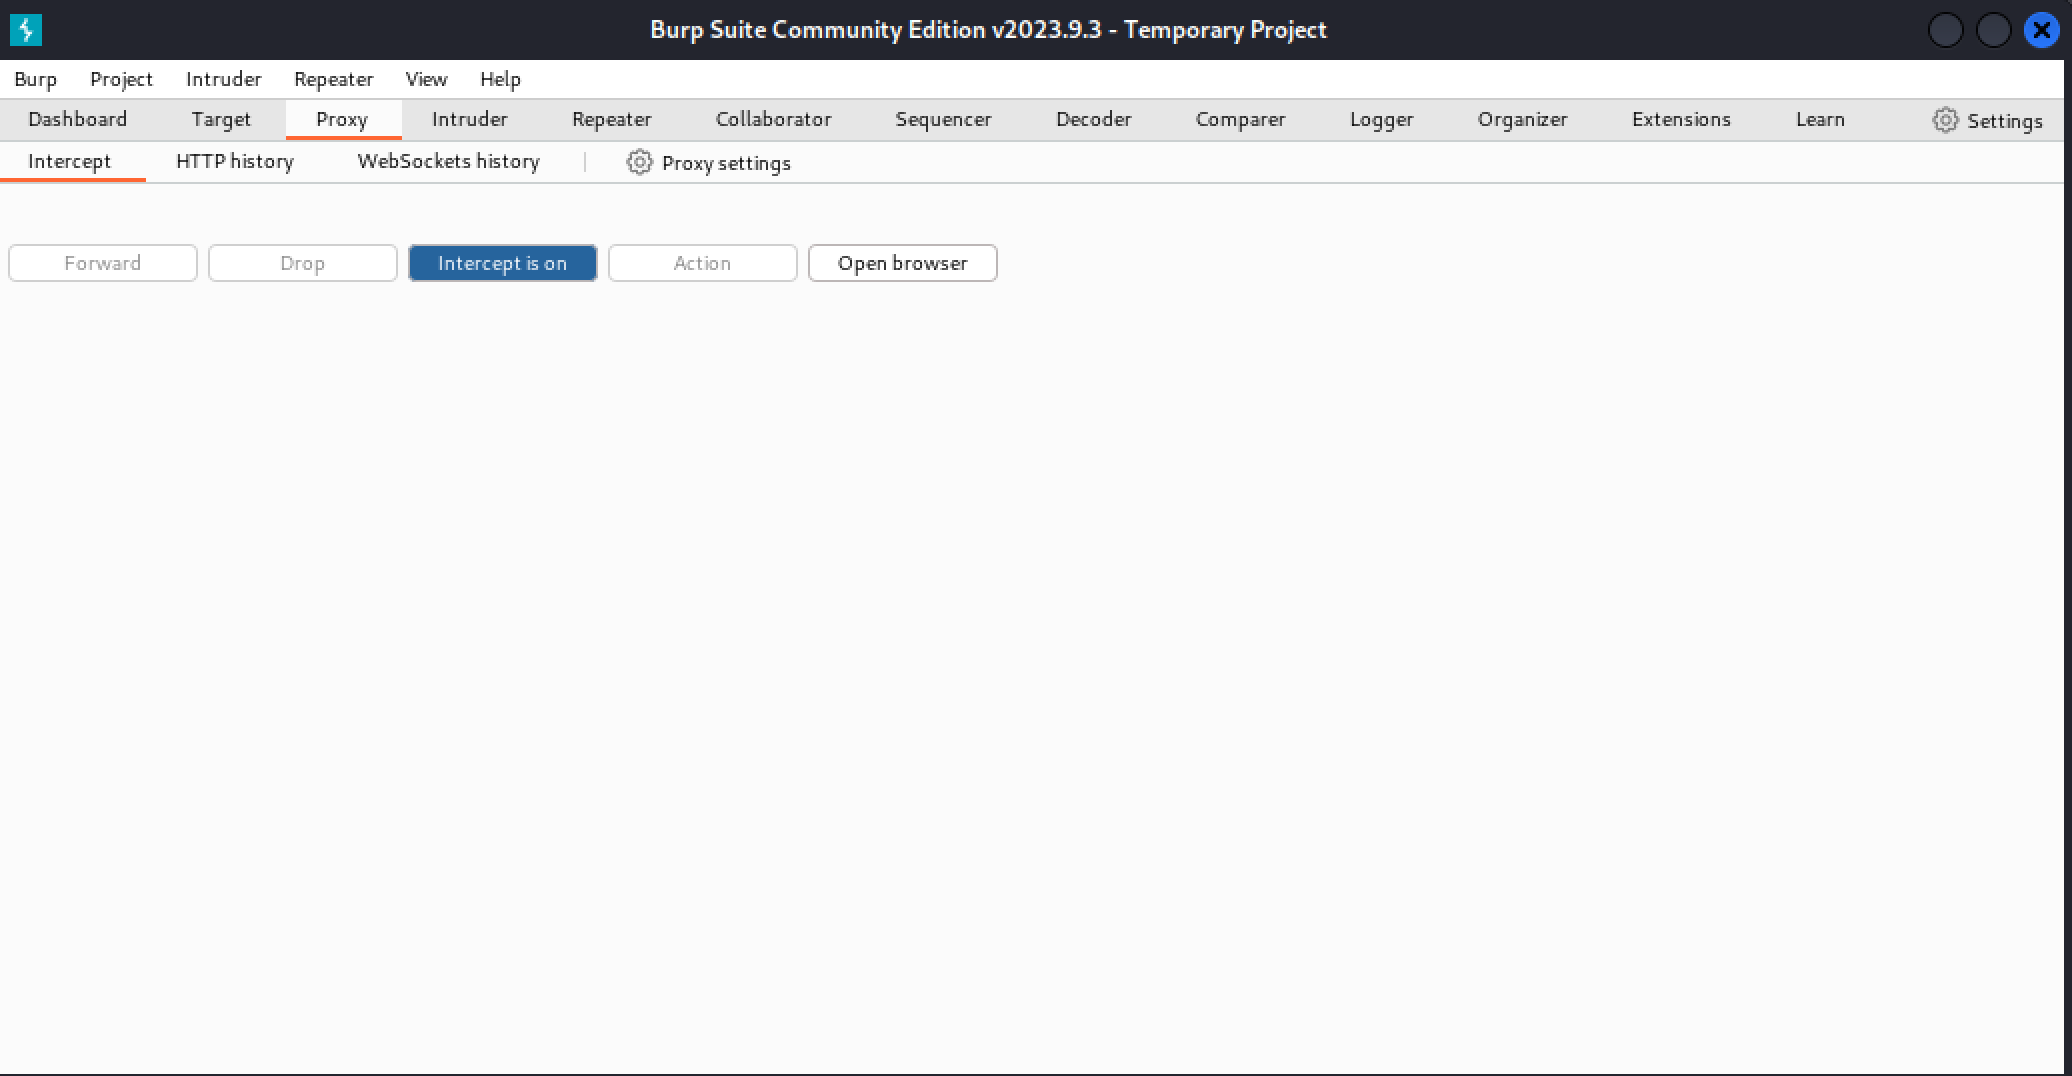 Burp Suite Community Edition v2023.9.3 - Temporary Project
Burp Project Intruder Repeater View Help
Dashboard Target Proxy Intruder Repeater Collaborator Sequencer Decoder Comparer Logger Organizer Extensions Learn Settings
Intercept HTTP history WebSockets history Proxy settings
Forward Drop Intercept is on Action Open browser